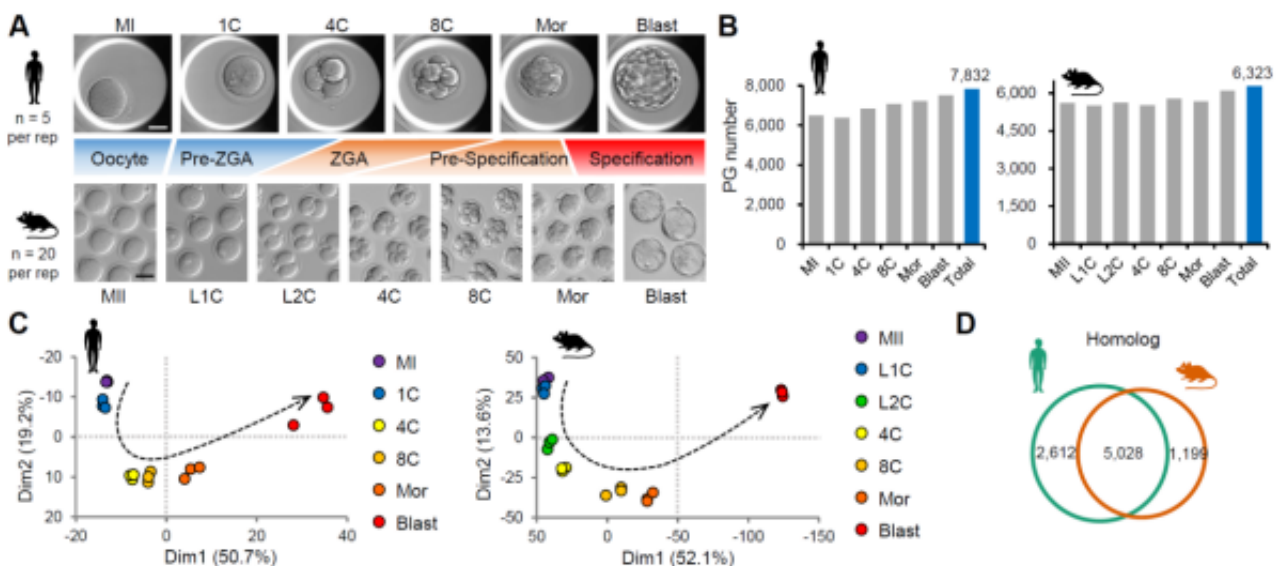 A
MI 1C 4C 8C Mor Blast
n = 5
per rep
Oocyte Pre-ZGA ZGA Pre-Specification Specification
n = 20
per rep
MII L1C L2C 4C 8C Mor Blast
B
PG number
8,000
6,000
4,000
2,000
0
7,832
MI 1C 4C 8C Mor Blast Total
6,000
4,500
3,000
1,500
0
6,323
MII L1C L2C 4C 8C Mor Blast Total
C
Dim2 (19.2%)
-20
-10
0
10
20
-20 0 20 40
Dim1 (50.7%)
MI
1C
4C
8C
Mor
Blast
Dim2 (13.6%)
50
25
0
-25
-50
50 0 -50 -100 -150
Dim1 (52.1%)
MII
L1C
L2C
4C
8C
Mor
Blast
D
Homolog
2,612 5,028 1,199